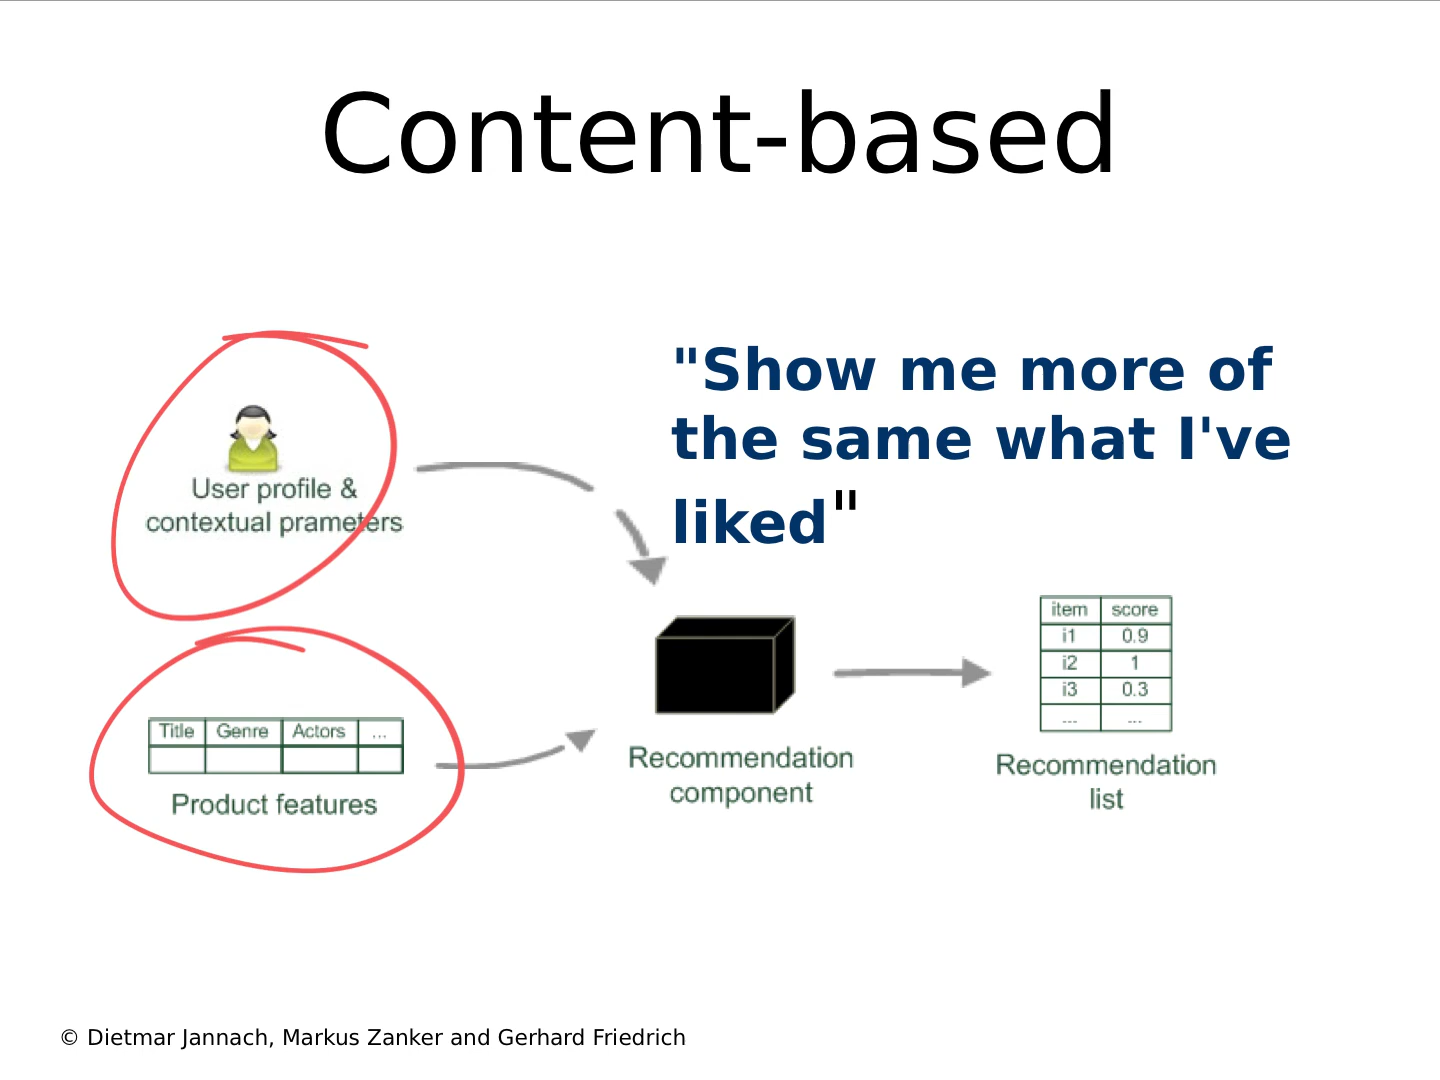 Content-based
"Show me more of
the same what I've
liked"
User profile &
contextual prameters
Title Genre Actors ...
Product features
Recommendation
component
item score
i1 0.9
i2 1
i3 0.3
... ...
Recommendation
list
© Dietmar Jannach, Markus Zanker and Gerhard Friedrich